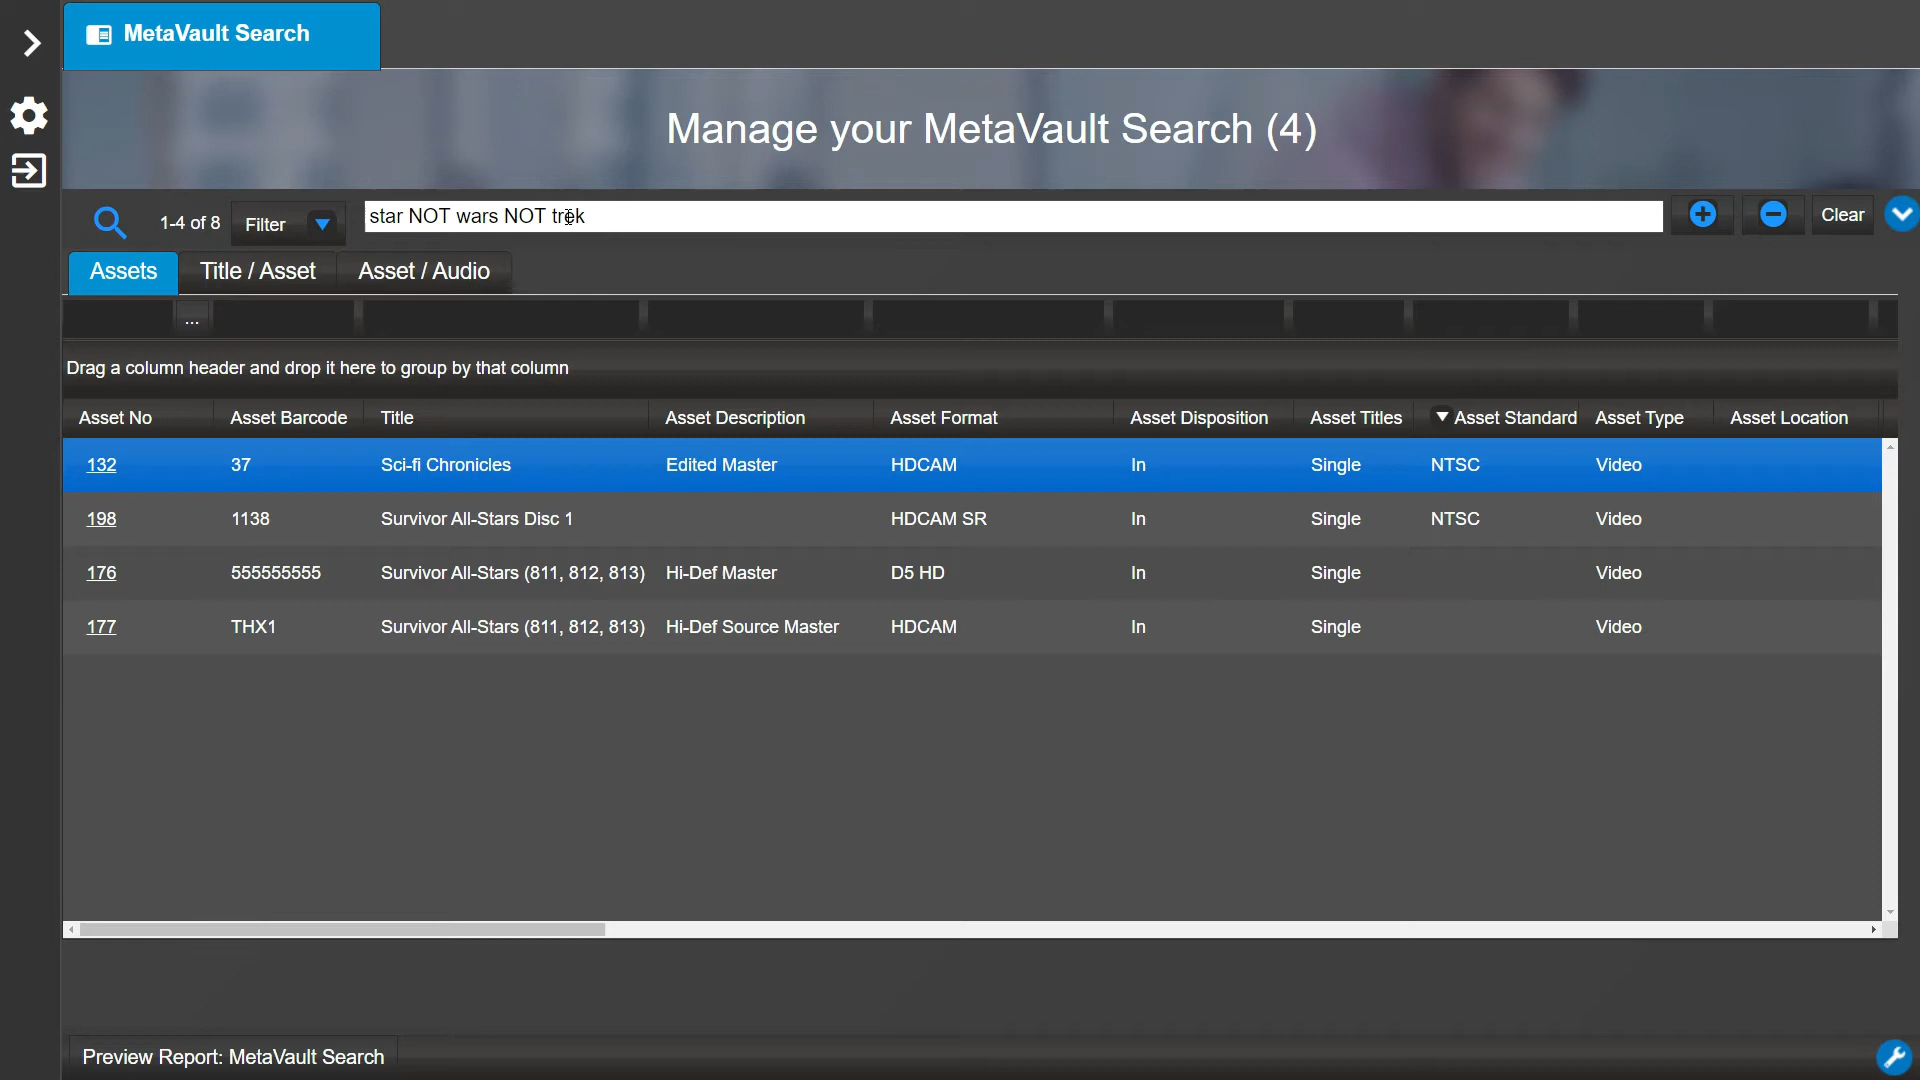 MetaVault Search
Manage your MetaVault Search (4)
1-4 of 8 Filter star NOT wars NOT trek Clear
Assets Title / Asset Asset / Audio
...
Drag a column header and drop it here to group by that column
Asset No Asset Barcode Title Asset Description Asset Format Asset Disposition Asset Titles Asset Standard Asset Type Asset Location
132 37 Sci-fi Chronicles Edited Master HDCAM In Single NTSC Video
198 1138 Survivor All-Stars Disc 1 HDCAM SR In Single NTSC Video
176 555555555 Survivor All-Stars (811, 812, 813) Hi-Def Master D5 HD In Single Video
177 THX1 Survivor All-Stars (811, 812, 813) Hi-Def Source Master HDCAM In Single Video
Preview Report: MetaVault Search